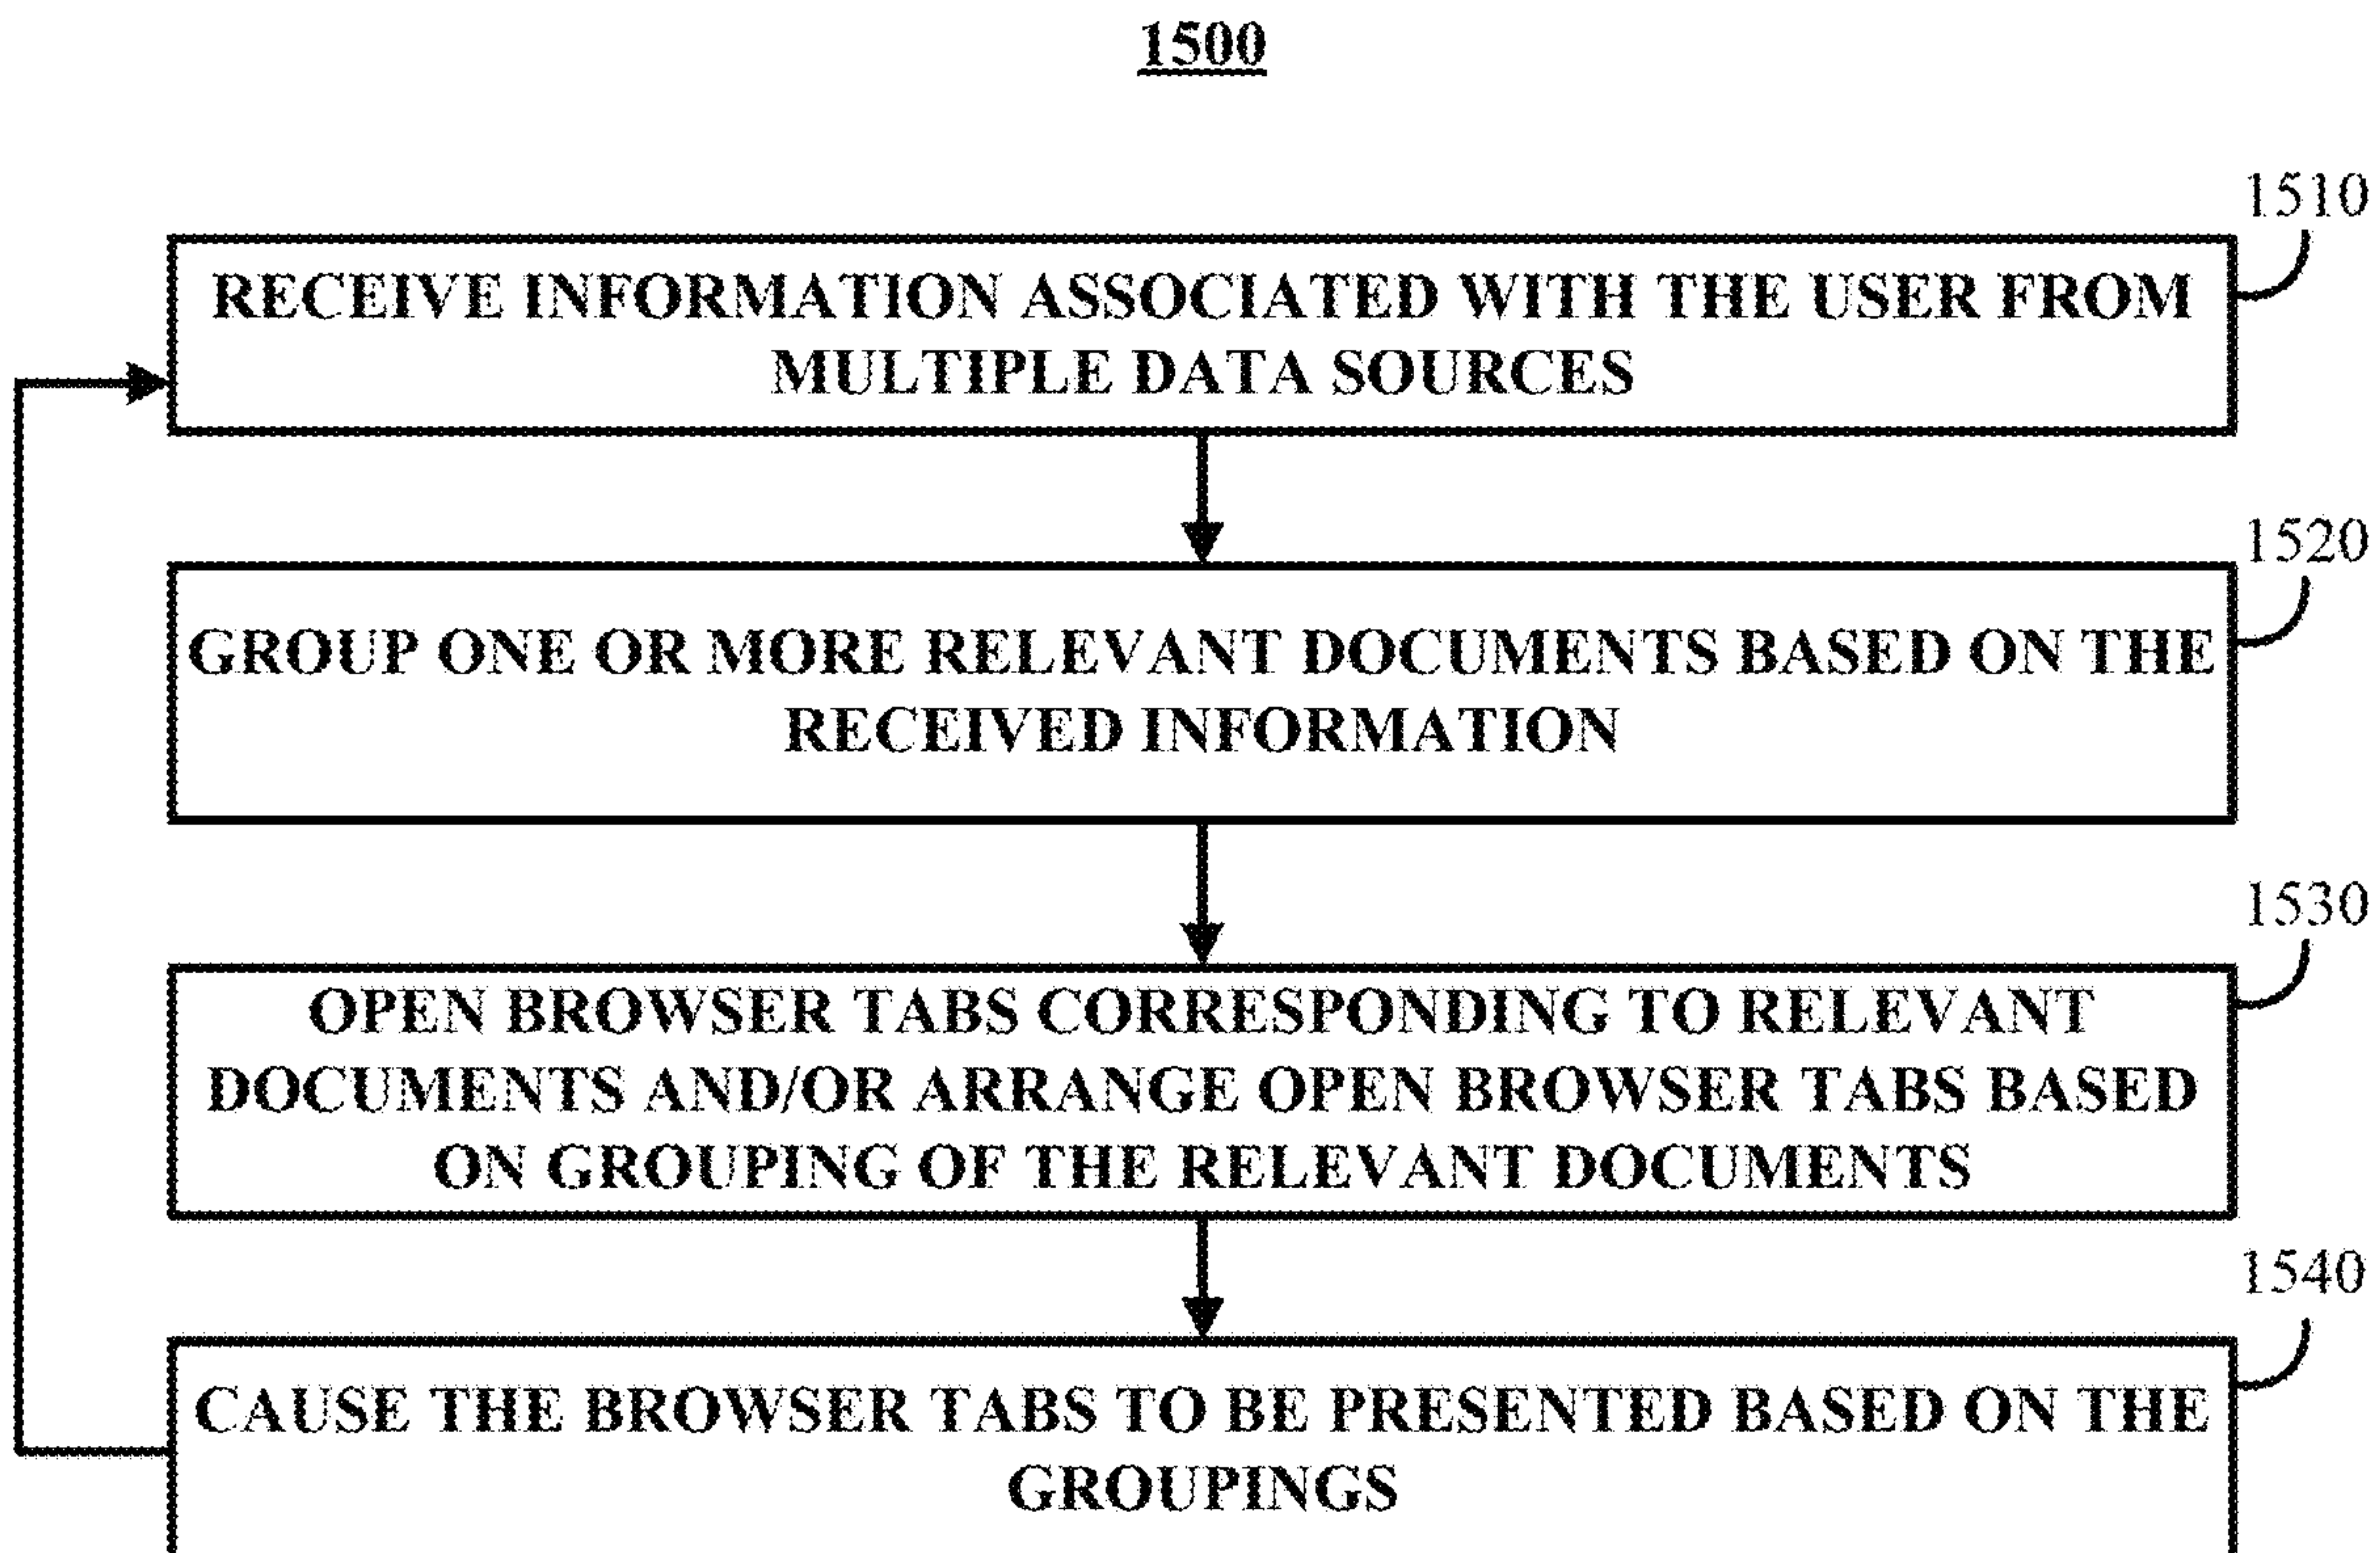 1500
1510
RECEIVE INFORMATION ASSOCIATED WITH THE USER FROM
MULTIPLE DATA SOURCES
1520
GROUP ONE OR MORE RELEVANT DOCUMENTS BASED ON THE
RECEIVED INFORMATION
1530
OPEN BROWSER TABS CORRESPONDING TO RELEVANT
DOCUMENTS AND/OR ARRANGE OPEN BROWSER TABS BASED
ON GROUPING OF THE RELEVANT DOCUMENTS
1540
CAUSE THE BROWSER TABS TO BE PRESENTED BASED ON THE
GROUPINGS